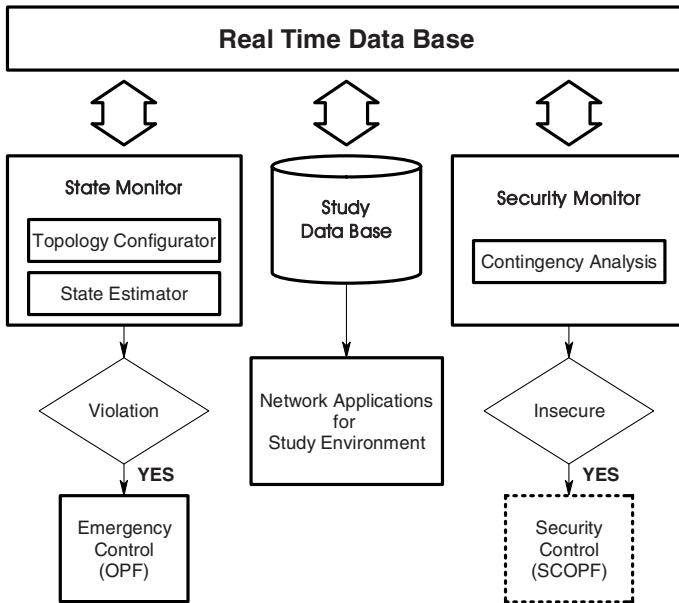 Real Time Data Base
State Monitor
Topology Configurator
State Estimator
Violation
YES
Emergency
Control
(OPF)
Study
Data Base
Network Applications
for
Study Environment
Security Monitor
Contingency Analysis
Insecure
YES
Security
Control
(SCOPF)